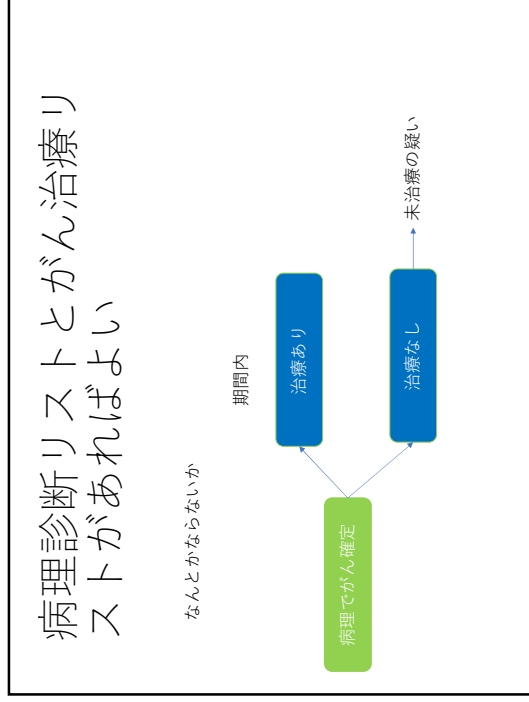 病理診断リストとがん治療リ
ストがあればよい
なんとかならないか
期間内
病理でがん確定
治療あり
治療なし
未治療の疑い